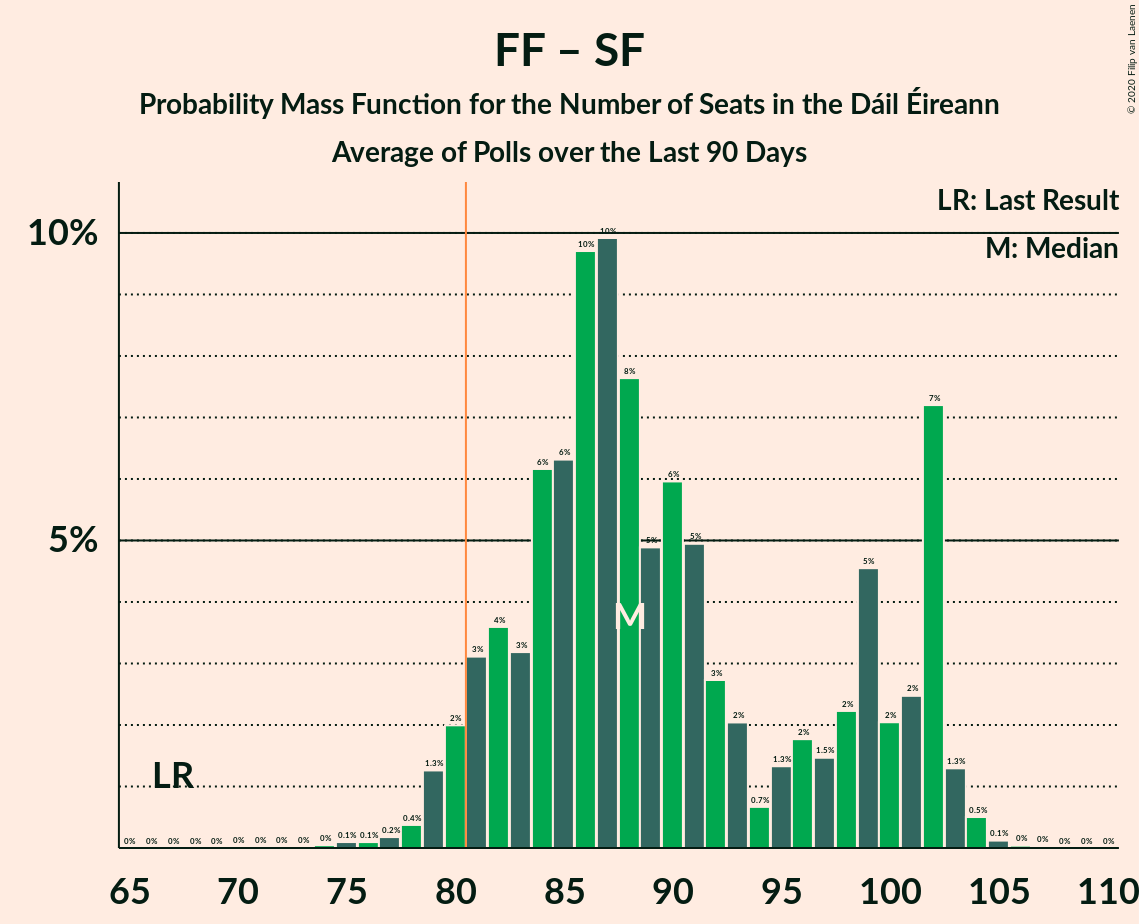 FF – SF
Probability Mass Function for the Number of Seats in the Dáil Éireann
Average of Polls over the Last 90 Days
© 2020 Filip van Laenen
LR: Last Result
M: Median
10%
5%
LR
M
0% 0% 0% 0% 0% 0% 0% 0% 0% 0% 0.1% 0.1% 0.2% 0.4% 1.3% 2% 3% 4% 3% 6% 6% 10% 10% 8% 5% 6% 5% 3% 2% 0.7% 1.3% 2% 1.5% 2% 5% 2% 2% 7% 1.3% 0.5% 0.1% 0% 0% 0% 0% 0%
65 70 75 80 85 90 95 100 105 110